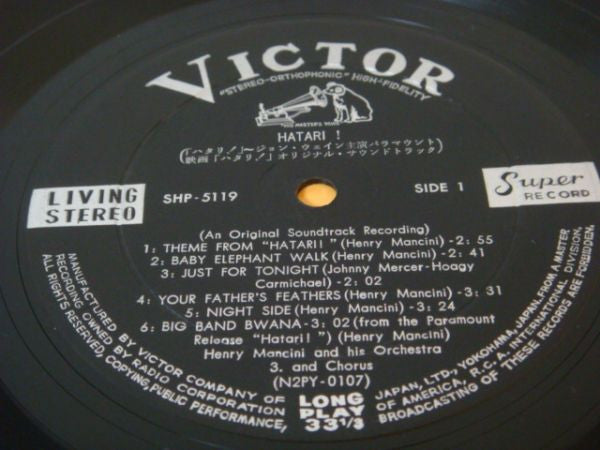 VICTOR
"STEREO-ORTHOPHONIC" HIGH-FIDELITY
"HIS MASTER'S VOICE"
HATARI !
(「ハタリ!」〜ジョン・ウェイン主演パラマウント
映画「ハタリ!」オリジナル・サウンドトラック)
LIVING
STEREO
SHP-5119
SIDE 1
Super
RECORD
(An Original Soundtrack Recording)
1: THEME FROM "HATARI!" (Henry Mancini)-2: 55
2: BABY ELEPHANT WALK (Henry Mancini)-2: 41
3: JUST FOR TONIGHT (Johnny Mercer-Hoagy
Carmichael) - 2: 02
4: YOUR FATHER'S FEATHERS (Henry Mancini)-3: 31
5: NIGHT SIDE (Henry Mancini)-3: 24
6: BIG BAND BWANA-3: 02 (from the Paramount
Release "Hatari!") (Henry Mancini)
Henry Mancini and his Orchestra
3. and Chorus
(N2PY-0107)
LONG
PLAY
33 1/3
MANUFACTURED BY VICTOR COMPANY OF JAPAN, LTD., YOKOHAMA, JAPAN. FROM A MASTER
RECORDING OWNED BY RADIO CORPORATION OF AMERICA, R.C.A. INTERNATIONAL DIVISION.
ALL RIGHTS RESERVED, COPYING, PUBLIC PERFORMANCE, BROADCASTING OF THESE RECORDS ARE FORBIDDEN.